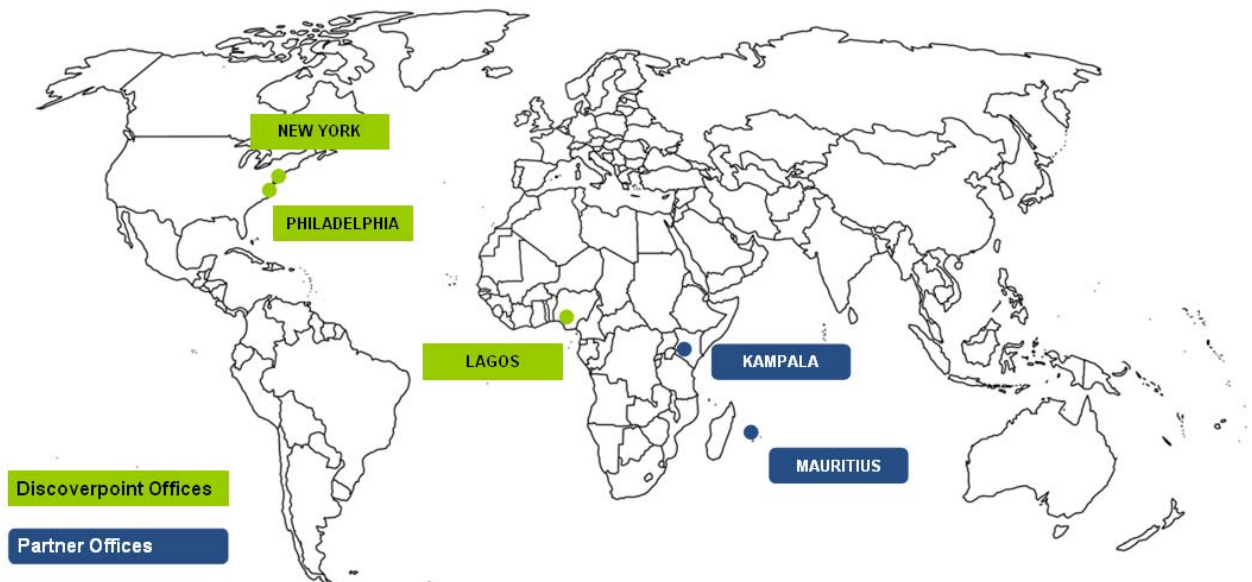 NEW YORK
PHILADELPHIA
LAGOS
KAMPALA
MAURITIUS
Discoverpoint Offices
Partner Offices